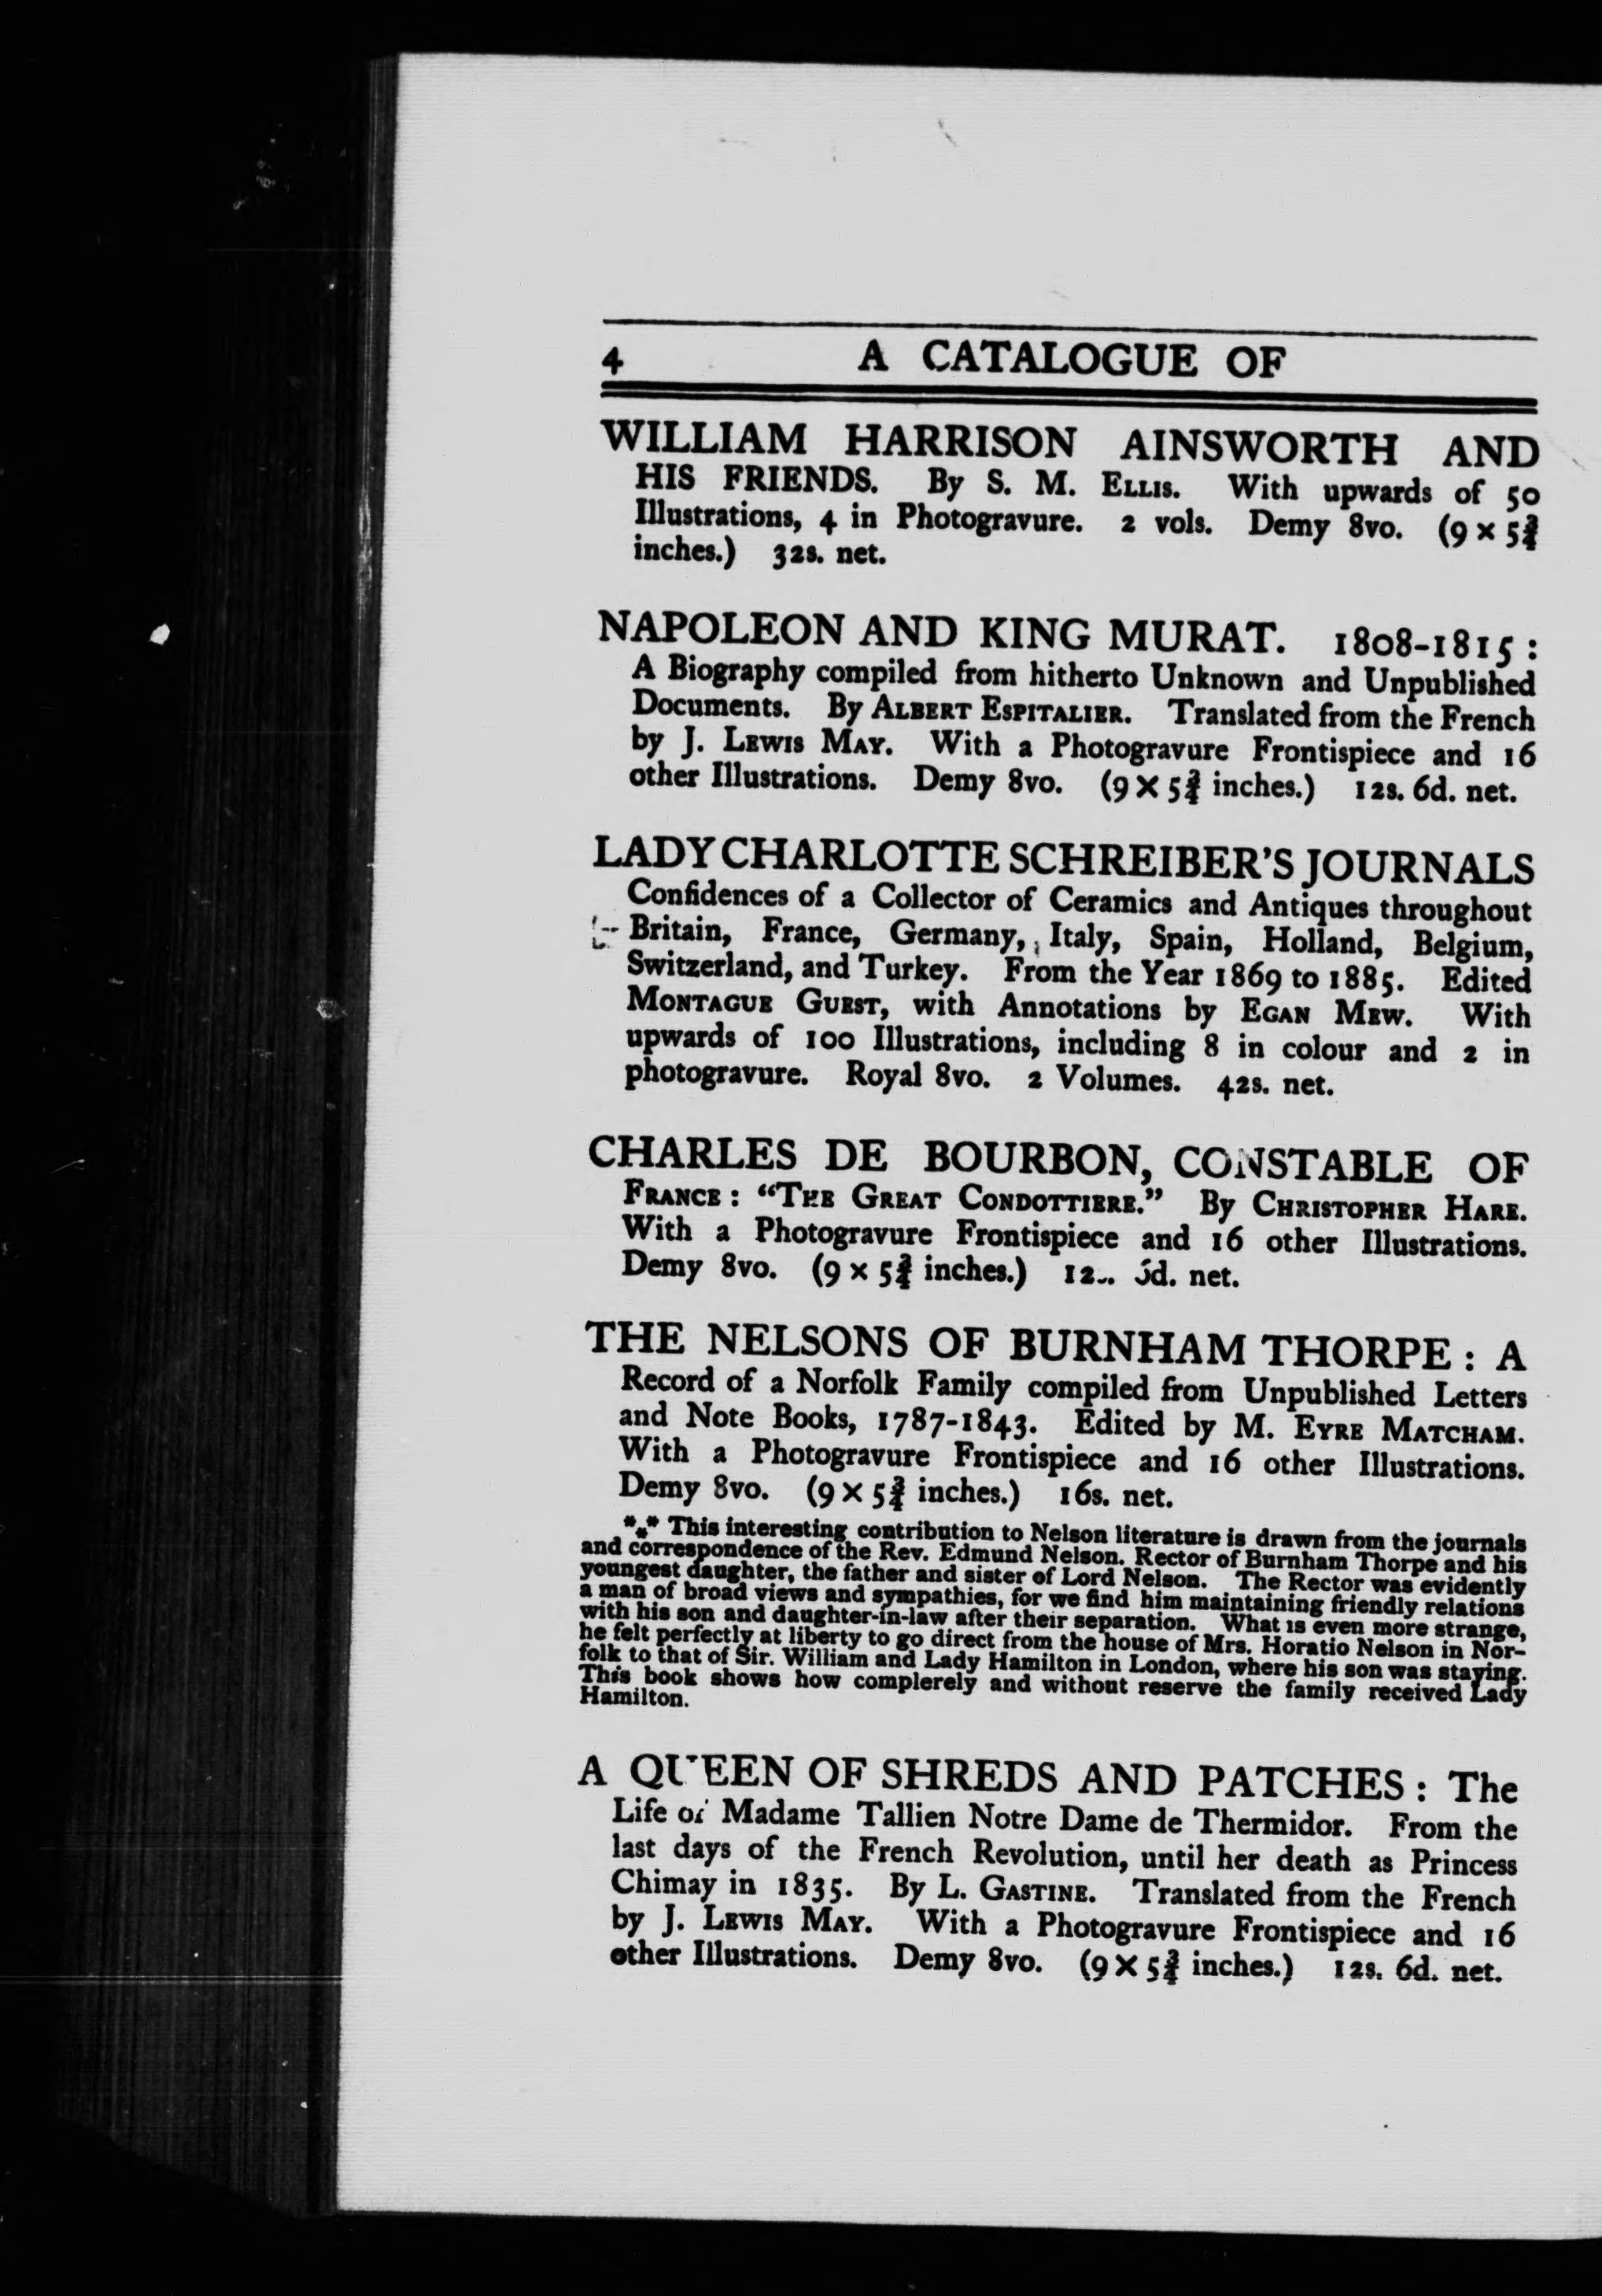 4 A CATALOGUE OF
WILLIAM HARRISON AINSWORTH AND
HIS FRIENDS. By S. M. ELLIS. With upwards of 50
Illustrations, 4 in Photogravure. 2 vols. Demy 8vo. (9 × 5¾
inches.) 32s. net.
NAPOLEON AND KING MURAT. 1808-1815 :
A Biography compiled from hitherto Unknown and Unpublished
Documents. By ALBERT ESPITALIER. Translated from the French
by J. LEWIS MAY. With a Photogravure Frontispiece and 16
other Illustrations. Demy 8vo. (9 × 5¾ inches.) 12s. 6d. net.
LADY CHARLOTTE SCHREIBER'S JOURNALS
Confidences of a Collector of Ceramics and Antiques throughout
Britain, France, Germany, Italy, Spain, Holland, Belgium,
Switzerland, and Turkey. From the Year 1869 to 1885. Edited
MONTAGUE GUEST, with Annotations by EGAN MEW. With
upwards of 100 Illustrations, including 8 in colour and 2 in
photogravure. Royal 8vo. 2 Volumes. 42s. net.
CHARLES DE BOURBON, CONSTABLE OF
FRANCE : "THE GREAT CONDOTTIERE." By CHRISTOPHER HARE.
With a Photogravure Frontispiece and 16 other Illustrations.
Demy 8vo. (9 × 5¾ inches.) net.
THE NELSONS OF BURNHAM THORPE : A
Record of a Norfolk Family compiled from Unpublished Letters
and Note Books, 1787-1843. Edited by M. EYRE MATCHAM.
With a Photogravure Frontispiece and 16 other Illustrations.
Demy 8vo. (9 × 5¾ inches.) 16s. net.
*⁎* This interesting contribution to Nelson literature is drawn from the journals
and correspondence of the Rev. Edmund Nelson. Rector of Burnham Thorpe and his
youngest daughter, the father and sister of Lord Nelson. The Rector was evidently
a man of broad views and sympathies, for we find him maintaining friendly relations
with his son and daughter-in-law after their separation. What is even more strange,
he felt perfectly at liberty to go direct from the house of Mrs. Horatio Nelson in Nor-
folk to that of Sir. William and Lady Hamilton in London, where his son was staying.
This book shows how complerely and without reserve the family received Lady
Hamilton.
A QUEEN OF SHREDS AND PATCHES : The
Life of Madame Tallien Notre Dame de Thermidor. From the
last days of the French Revolution, until her death as Princess
Chimay in 1835. By L. GASTINE. Translated from the French
by J. LEWIS MAY. With a Photogravure Frontispiece and 16
other Illustrations. Demy 8vo. (9 × 5¾ inches.) 12s. 6d. net.